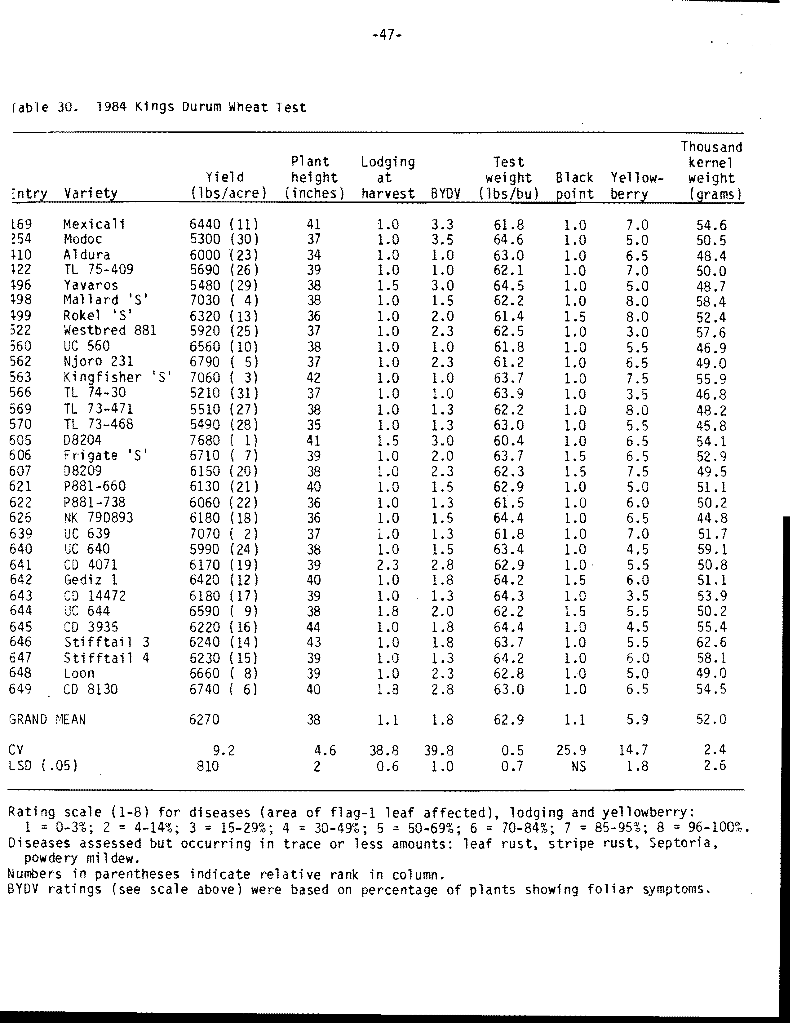 -47-
Table 30. 1984 Kings Durum Wheat Test
Thousand
Plant Lodging Test kernel
Yield height at weight Black Yellow- weight
Entry Variety (lbs/acre) (inches) harvest BYDV (lbs/bu) point berry (grams)
169 Mexicali 6440 (11) 41 1.0 3.3 61.8 1.0 7.0 54.6
254 Modoc 5300 (30) 37 1.0 3.5 64.6 1.0 5.0 50.5
410 Aldura 6000 (23) 34 1.0 1.0 63.0 1.0 6.5 48.4
422 TL 75-409 5690 (26) 39 1.0 1.0 62.1 1.0 7.0 50.0
496 Yavaros 5480 (29) 38 1.5 3.0 64.5 1.0 5.0 48.7
498 Mallard 'S' 7030 ( 4) 38 1.0 1.5 62.2 1.0 8.0 58.4
499 Rokel 'S' 6320 (13) 36 1.0 2.0 61.4 1.5 8.0 52.4
522 Westbred 881 5920 (25) 37 1.0 2.3 62.5 1.0 3.0 57.6
560 UC 560 6560 (10) 38 1.0 1.0 61.8 1.0 5.5 46.9
562 Njoro 231 6790 ( 5) 37 1.0 2.3 61.2 1.0 6.5 49.0
563 Kingfisher 'S' 7060 ( 3) 42 1.0 1.0 63.7 1.0 7.5 55.9
566 TL 74-30 5210 (31) 37 1.0 1.0 63.9 1.0 3.5 46.8
569 TL 73-471 5510 (27) 38 1.0 1.3 62.2 1.0 8.0 48.2
570 TL 73-468 5490 (28) 35 1.0 1.3 63.0 1.0 5.5 45.8
605 D8204 7680 ( 1) 41 1.5 3.0 60.4 1.0 6.5 54.1
606 Frigate 'S' 6710 ( 7) 39 1.0 2.0 63.7 1.5 6.5 52.9
607 D8209 6150 (20) 38 1.0 2.3 62.3 1.5 7.5 49.5
621 P881-660 6130 (21) 40 1.0 1.5 62.9 1.0 5.0 51.1
622 P881-738 6060 (22) 36 1.0 1.3 61.5 1.0 6.0 50.2
626 NK 790893 6180 (18) 36 1.0 1.5 64.4 1.0 6.5 44.8
639 UC 639 7070 ( 2) 37 1.0 1.3 61.8 1.0 7.0 51.7
640 UC 640 5990 (24) 38 1.0 1.5 63.4 1.0 4.5 59.1
641 CD 4071 6170 (19) 39 2.3 2.8 62.9 1.0 5.5 50.8
642 Gediz 1 6420 (12) 40 1.0 1.8 64.2 1.5 6.0 51.1
643 CD 14472 6180 (17) 39 1.0 1.3 64.3 1.0 3.5 53.9
644 UC 644 6590 ( 9) 38 1.8 2.0 62.2 1.5 5.5 50.2
645 CD 3935 6220 (16) 44 1.0 1.8 64.4 1.0 4.5 55.4
646 Stifftail 3 6240 (14) 43 1.0 1.8 63.7 1.0 5.5 62.6
647 Stifftail 4 6230 (15) 39 1.0 1.3 64.2 1.0 6.0 58.1
648 Loon 6660 ( 8) 39 1.0 2.3 62.8 1.0 5.0 49.0
649 CD 8130 6740 ( 6) 40 1.3 2.8 63.0 1.0 6.5 54.5
GRAND MEAN 6270 38 1.1 1.8 62.9 1.1 5.9 52.0
CV 9.2 4.6 38.8 39.8 0.5 25.9 14.7 2.4
LSD (.05) 810 2 0.6 1.0 0.7 NS 1.8 2.6
Rating scale (1-8) for diseases (area of flag-1 leaf affected), lodging and yellowberry:
1 = 0-3%; 2 = 4-14%; 3 = 15-29%; 4 = 30-49%; 5 = 50-69%; 6 = 70-84%; 7 = 85-95%; 8 = 96-100%.
Diseases assessed but occurring in trace or less amounts: leaf rust, stripe rust, Septoria,
powdery mildew.
Numbers in parentheses indicate relative rank in column.
BYDV ratings (see scale above) were based on percentage of plants showing foliar symptoms.